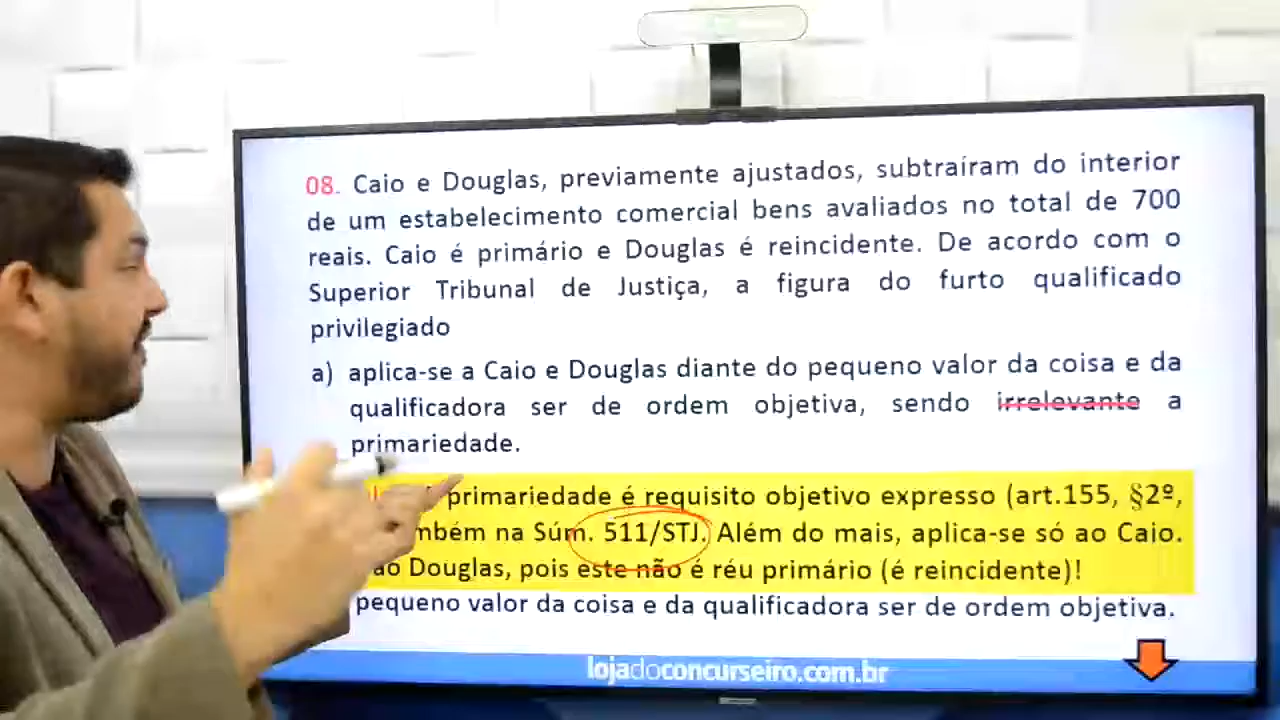 08. Caio e Douglas, previamente ajustados, subtraíram do interior
de um estabelecimento comercial bens avaliados no total de 700
reais. Caio é primário e Douglas é reincidente. De acordo com o
Superior Tribunal de Justiça, a figura do furto qualificado
privilegiado
a) aplica-se a Caio e Douglas diante do pequeno valor da coisa e da
qualificadora ser de ordem objetiva, sendo irrelevante a
primariedade.
primariedade é requisito objetivo expresso (art.155, §2º,
mbém na Súm. 511/STJ. Além do mais, aplica-se só ao Caio.
ao Douglas, pois este não é réu primário (é reincidente)!
pequeno valor da coisa e da qualificadora ser de ordem objetiva.
lojadoconcurseiro.com.br